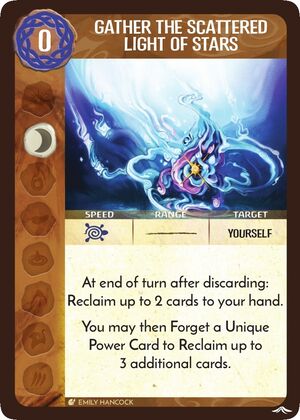 0
GATHER THE SCATTERED
LIGHT OF STARS
SPEED RANGE TARGET
YOURSELF
At end of turn after discarding:
Reclaim up to 2 cards to your hand.
You may then Forget a Unique
Power Card to Reclaim up to
3 additional cards.
EMILY HANCOCK